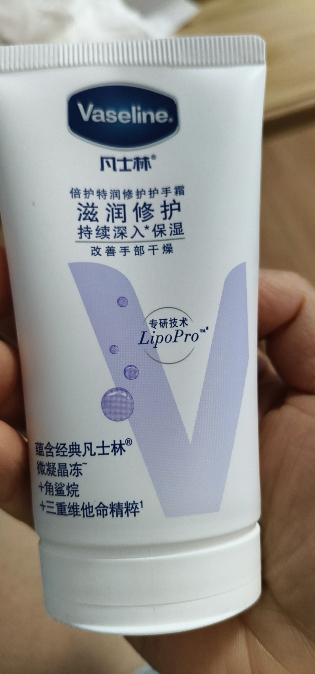 Vaseline.
凡士林®
倍护特润修护护手霜
滋润修护
持续深入*保湿
改善手部干燥
专研技术
LipoPro™*
蕴含经典凡士林®
微凝晶冻~
+角鲨烷
+三重维他命精粹¹